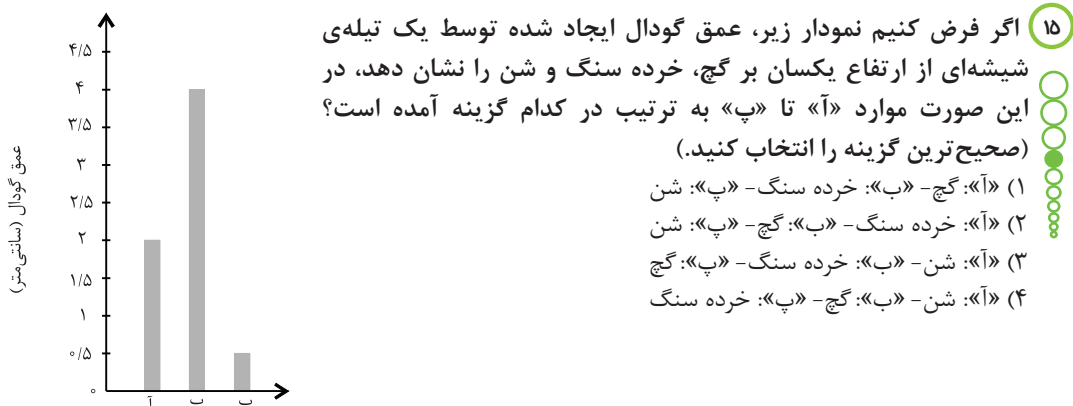 ۱۵ اگر فرض کنیم نمودار زیر، عمق گودال ایجاد شده توسط یک تیله‌ی
شیشه‌ای از ارتفاع یکسان بر گچ، خرده سنگ و شن را نشان دهد، در
این صورت موارد «آ» تا «پ» به ترتیب در کدام گزینه آمده است؟
(صحیح‌ترین گزینه را انتخاب کنید.)
۱) «آ»: گچ- «ب»: خرده سنگ- «پ»: شن
۲) «آ»: خرده سنگ- «ب»: گچ- «پ»: شن
۳) «آ»: شن- «ب»: خرده سنگ- «پ»: گچ
۴) «آ»: شن- «ب»: گچ- «پ»: خرده سنگ
عمق گودال (سانتی‌متر)
۴/۵
۴
۳/۵
۳
۲/۵
۲
۱/۵
۱
۰/۵
۰
آ